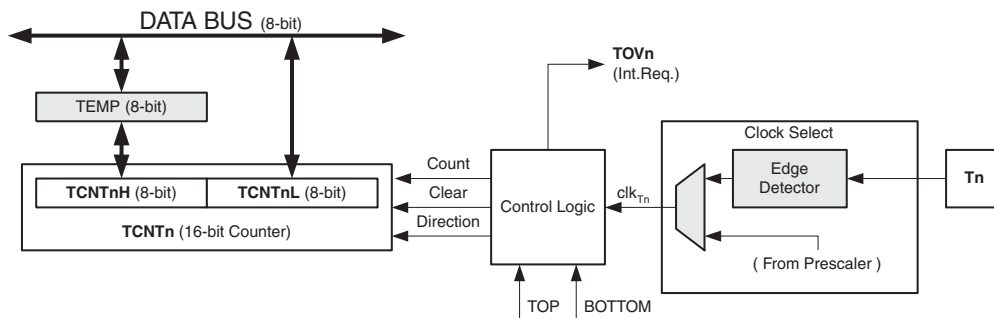 DATA BUS (8-bit)
TOVn
(Int.Req.)
TEMP (8-bit)
Clock Select
Count
Edge
Detector
Tn
TCNTnH (8-bit) TCNTnL (8-bit)
Clear
Control Logic
clkTn
TCNTn (16-bit Counter)
Direction
( From Prescaler )
TOP
BOTTOM